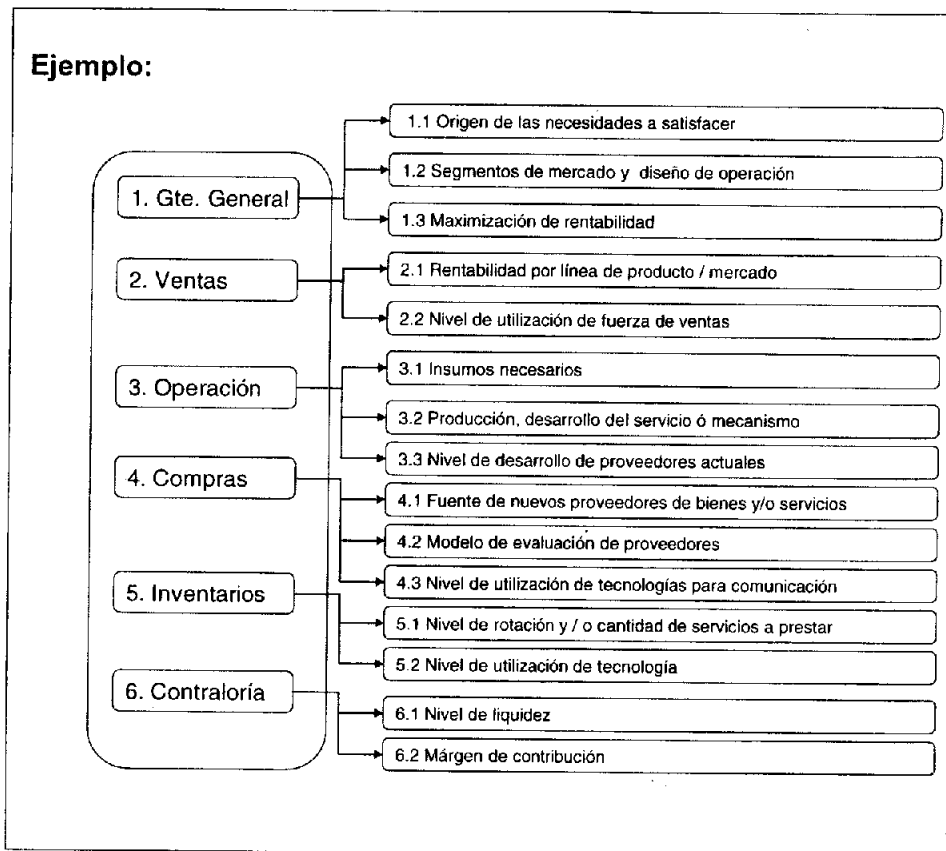 Ejemplo:
1. Gte. General
1.1 Origen de las necesidades a satisfacer
1.2 Segmentos de mercado y diseño de operación
1.3 Maximización de rentabilidad
2. Ventas
2.1 Rentabilidad por línea de producto / mercado
2.2 Nivel de utilización de fuerza de ventas
3. Operación
3.1 Insumos necesarios
3.2 Producción, desarrollo del servicio ó mecanismo
3.3 Nivel de desarrollo de proveedores actuales
4. Compras
4.1 Fuente de nuevos proveedores de bienes y/o servicios
4.2 Modelo de evaluación de proveedores
4.3 Nivel de utilización de tecnologías para comunicación
5. Inventarios
5.1 Nivel de rotación y / o cantidad de servicios a prestar
5.2 Nivel de utilización de tecnología
6. Contraloría
6.1 Nivel de liquidez
6.2 Márgen de contribución